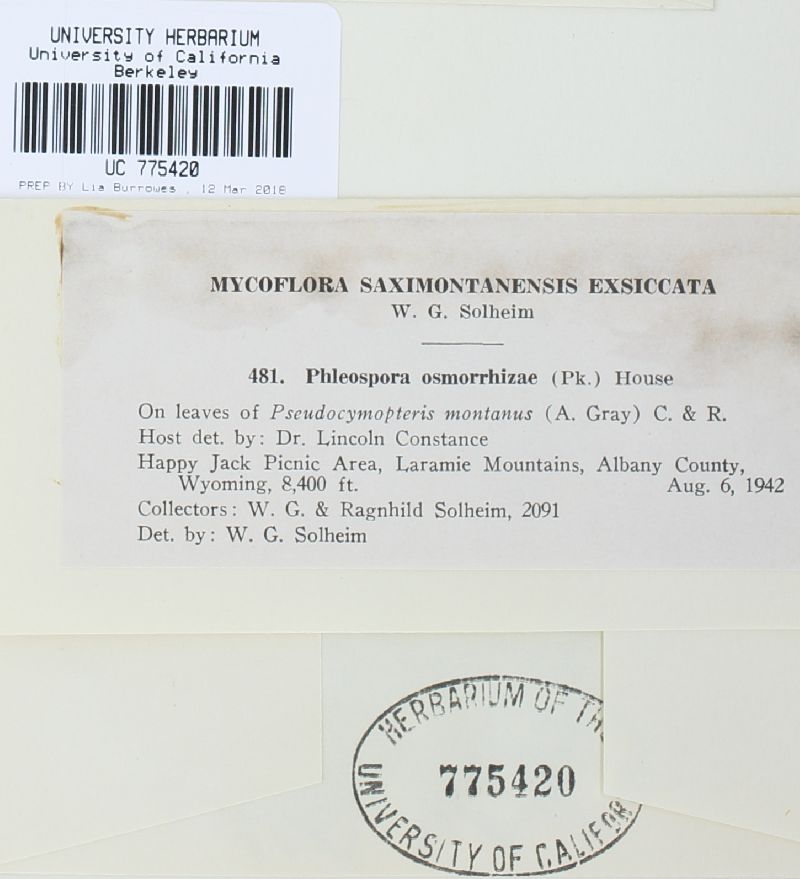 UNIVERSITY HERBARIUM
University of California
Berkeley
UC 775420
PREP BY Lia Burrowes , 12 Mar 2018
MYCOFLORA SAXIMONTANENSIS EXSICCATA
W. G. Solheim
481. Phleospora osmorrhizae (Pk.) House
On leaves of Pseudocymopteris montanus (A. Gray) C. & R.
Host det. by: Dr. Lincoln Constance
Happy Jack Picnic Area, Laramie Mountains, Albany County,
Wyoming, 8,400 ft. Aug. 6, 1942
Collectors: W. G. & Ragnhild Solheim, 2091
Det. by: W. G. Solheim
HERBARIUM OF TH
775420
UNIVERSITY OF CALIFOR